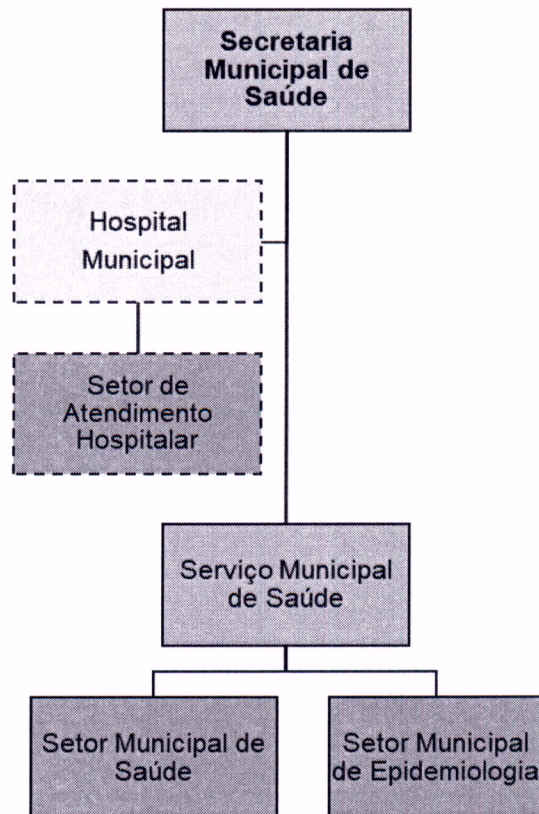 Secretaria
Municipal de
Saúde
Hospital
Municipal
Setor de
Atendimento
Hospitalar
Serviço Municipal
de Saúde
Setor Municipal de
Saúde
Setor Municipal
de Epidemiologia